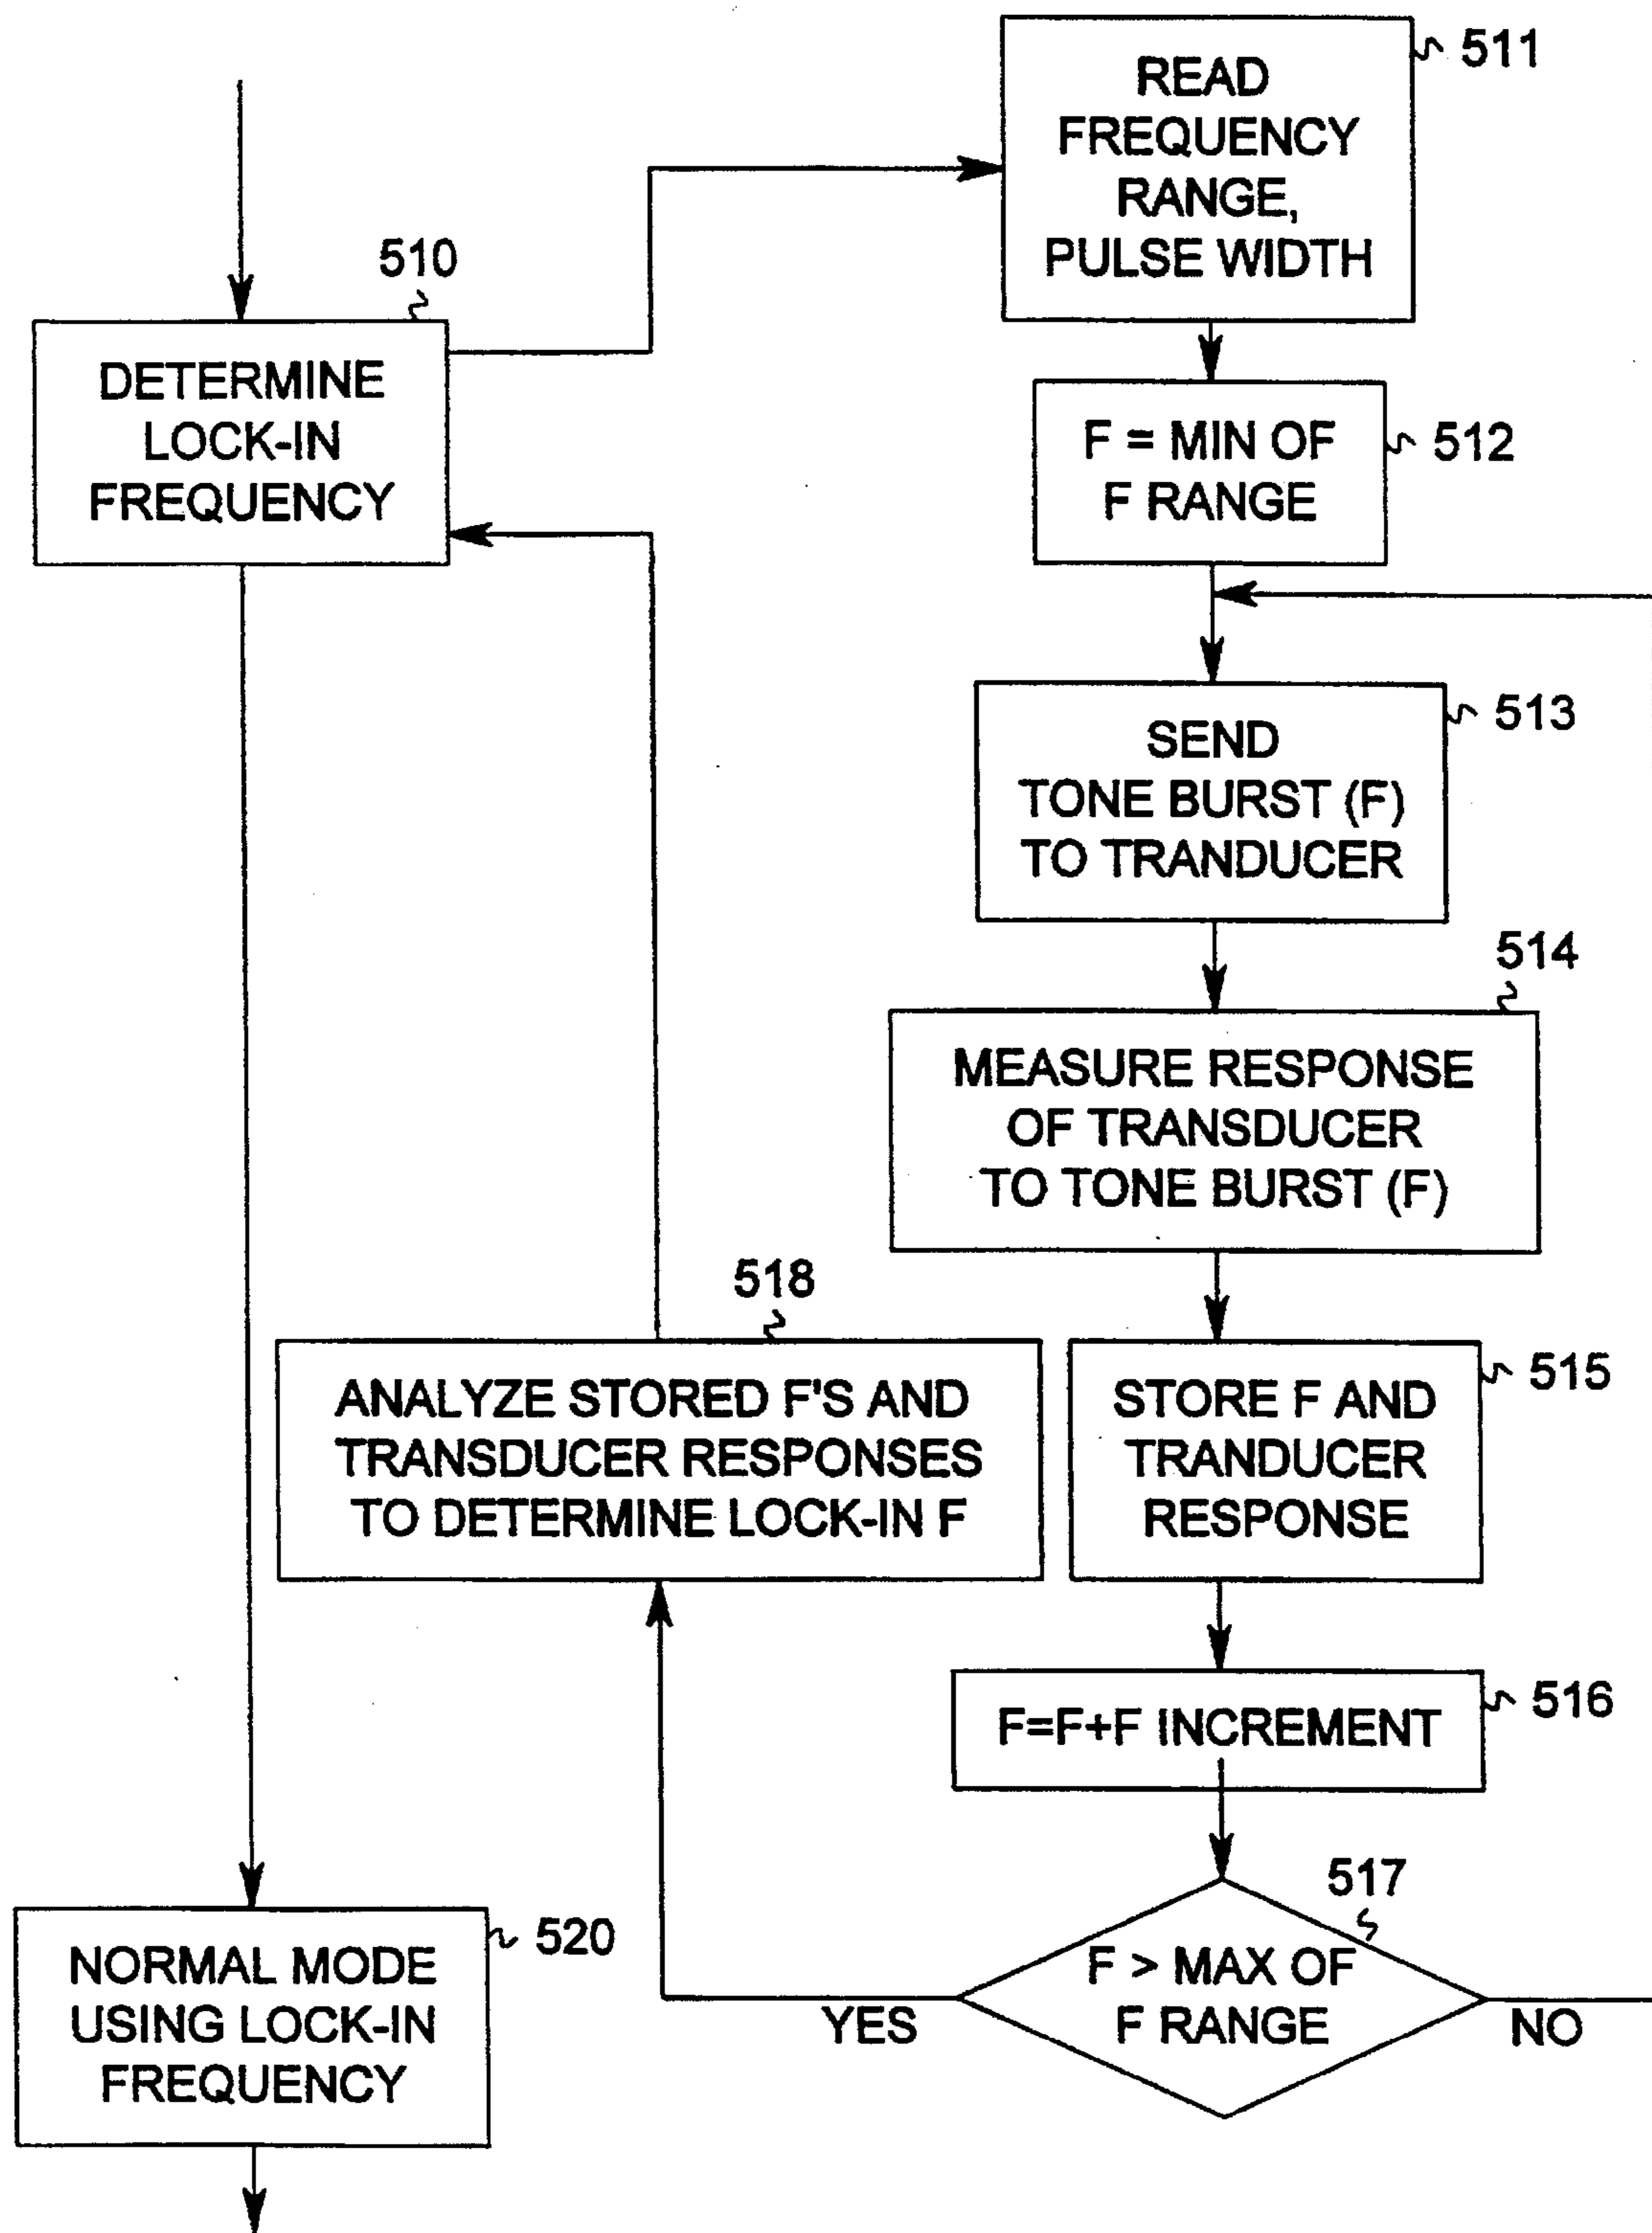 510
DETERMINE
LOCK-IN
FREQUENCY
511
READ
FREQUENCY
RANGE,
PULSE WIDTH
512
F = MIN OF
F RANGE
513
SEND
TONE BURST (F)
TO TRANDUCER
514
MEASURE RESPONSE
OF TRANSDUCER
TO TONE BURST (F)
515
STORE F AND
TRANDUCER
RESPONSE
516
F=F+F INCREMENT
517
F > MAX OF
F RANGE
YES
NO
518
ANALYZE STORED F'S AND
TRANSDUCER RESPONSES
TO DETERMINE LOCK-IN F
520
NORMAL MODE
USING LOCK-IN
FREQUENCY